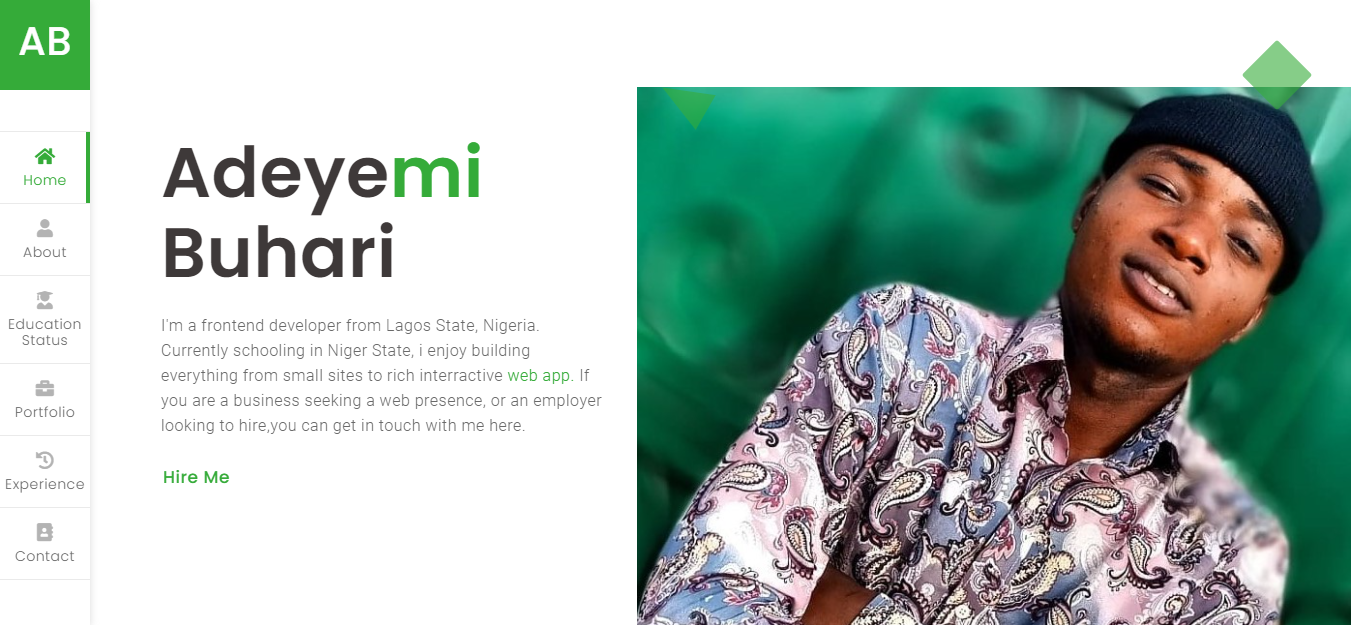 AB
Home
About
Education
Status
Portfolio
Experience
Contact
Adeyemi
Buhari
I'm a frontend developer from Lagos State, Nigeria.
Currently schooling in Niger State, i enjoy building
everything from small sites to rich interractive web app. If
you are a business seeking a web presence, or an employer
looking to hire,you can get in touch with me here.
Hire Me